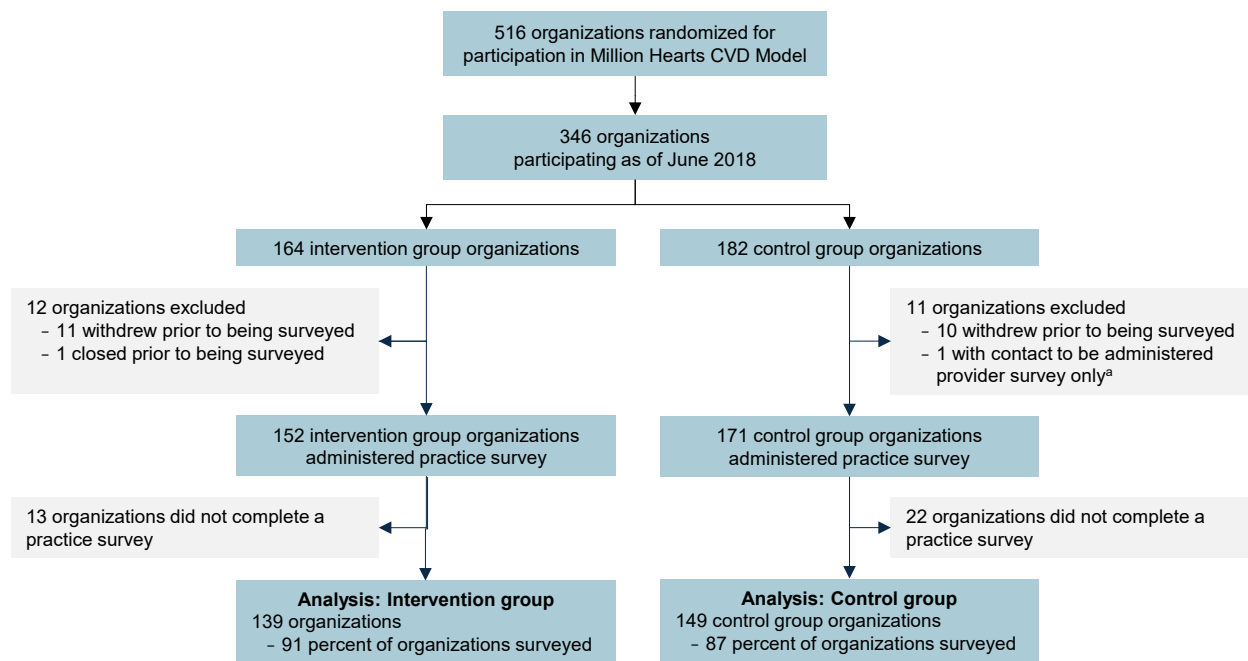 516 organizations randomized for
participation in Million Hearts CVD Model
346 organizations
participating as of June 2018
164 intervention group organizations
182 control group organizations
12 organizations excluded
– 11 withdrew prior to being surveyed
– 1 closed prior to being surveyed
11 organizations excluded
– 10 withdrew prior to being surveyed
– 1 with contact to be administered
provider survey onlyª
152 intervention group organizations
administered practice survey
171 control group organizations
administered practice survey
13 organizations did not complete a
practice survey
22 organizations did not complete a
practice survey
Analysis: Intervention group
139 organizations
– 91 percent of organizations surveyed
Analysis: Control group
149 control group organizations
– 87 percent of organizations surveyed